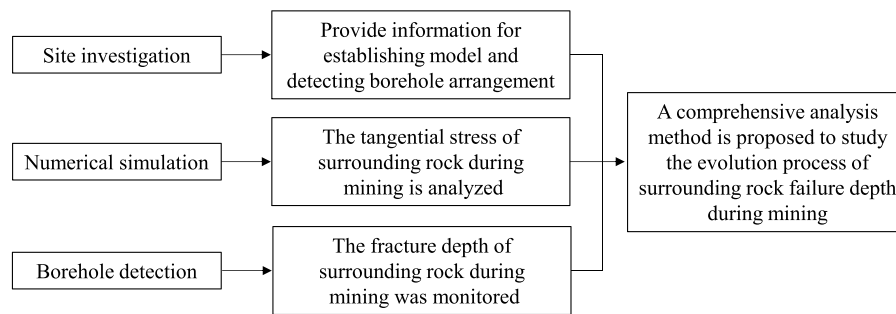 Site investigation
Provide information for
establishing model and
detecting borehole arrangement
Numerical simulation
The tangential stress of
surrounding rock during
mining is analyzed
Borehole detection
The fracture depth of
surrounding rock during
mining was monitored
A comprehensive analysis
method is proposed to study
the evolution process of
surrounding rock failure depth
during mining